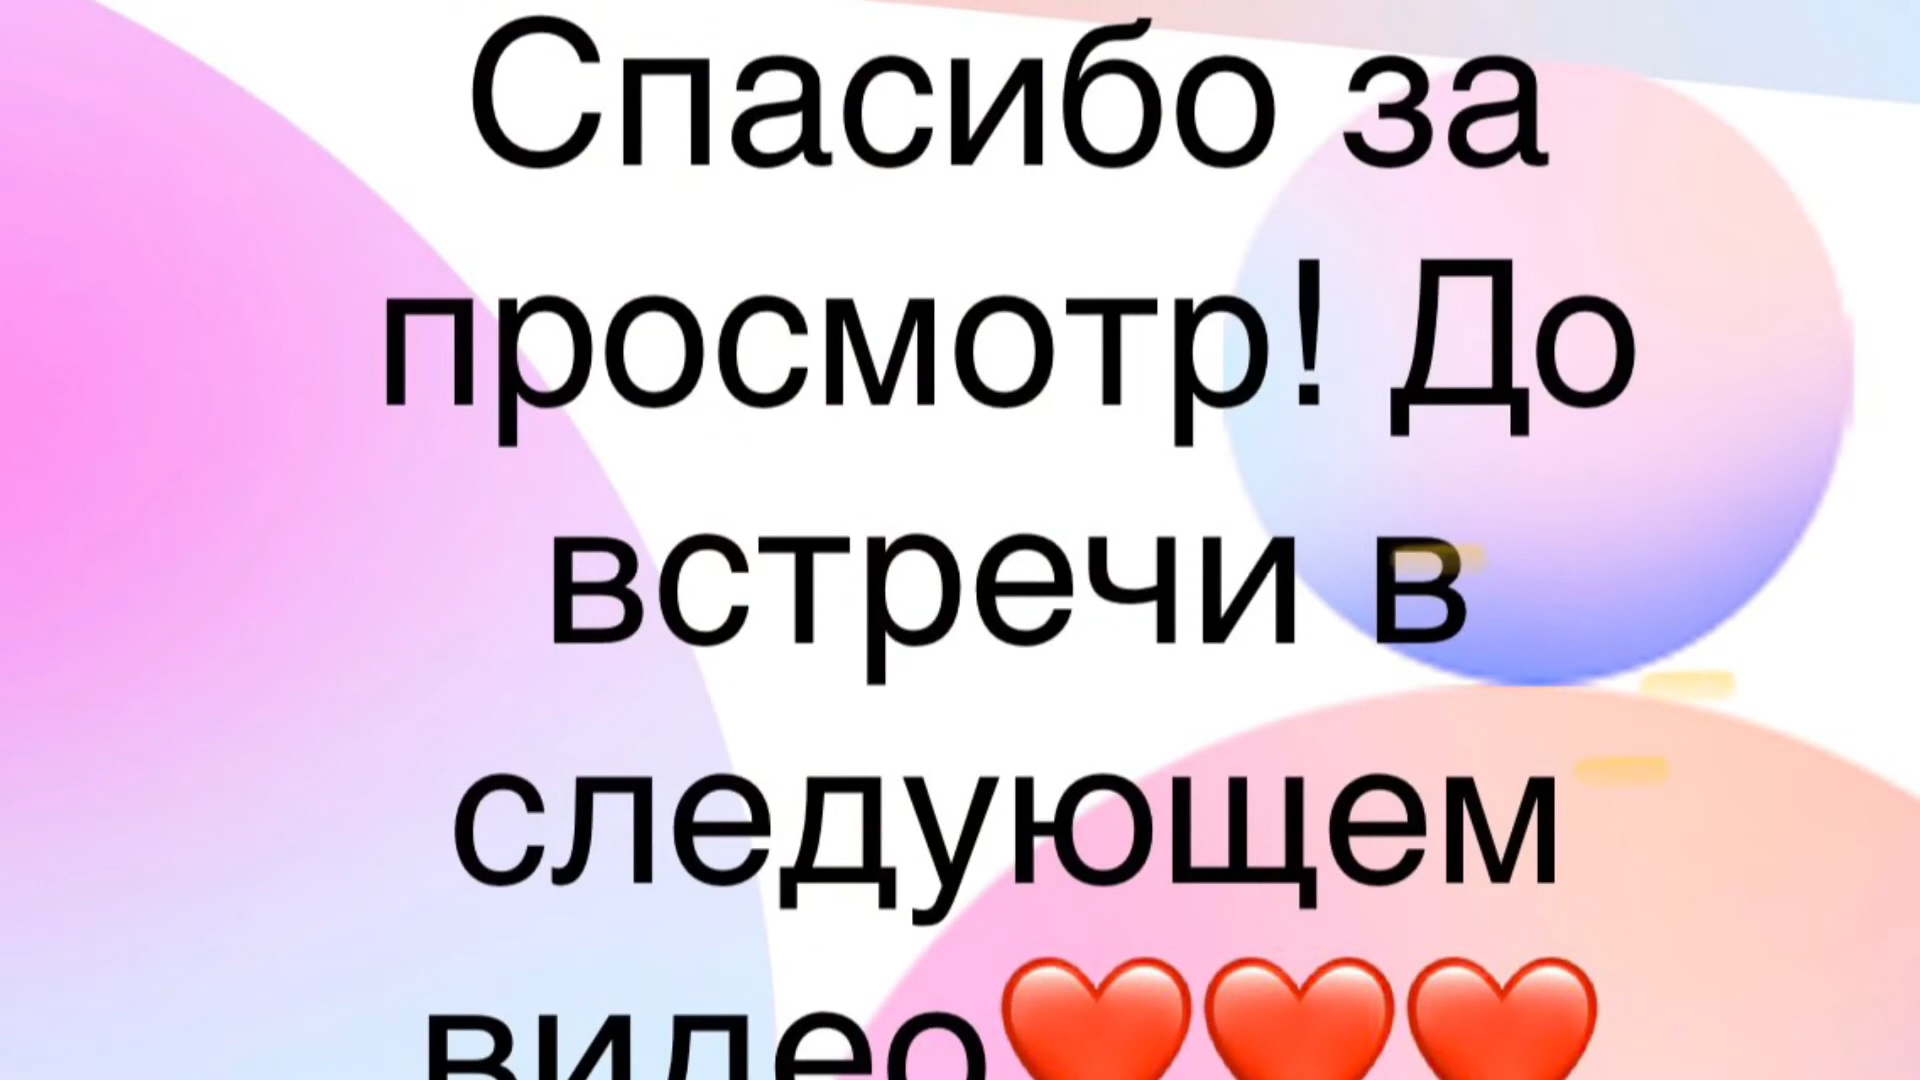 Спасибо за
просмотр! До
встречи в
следующем
видео❤️❤️❤️